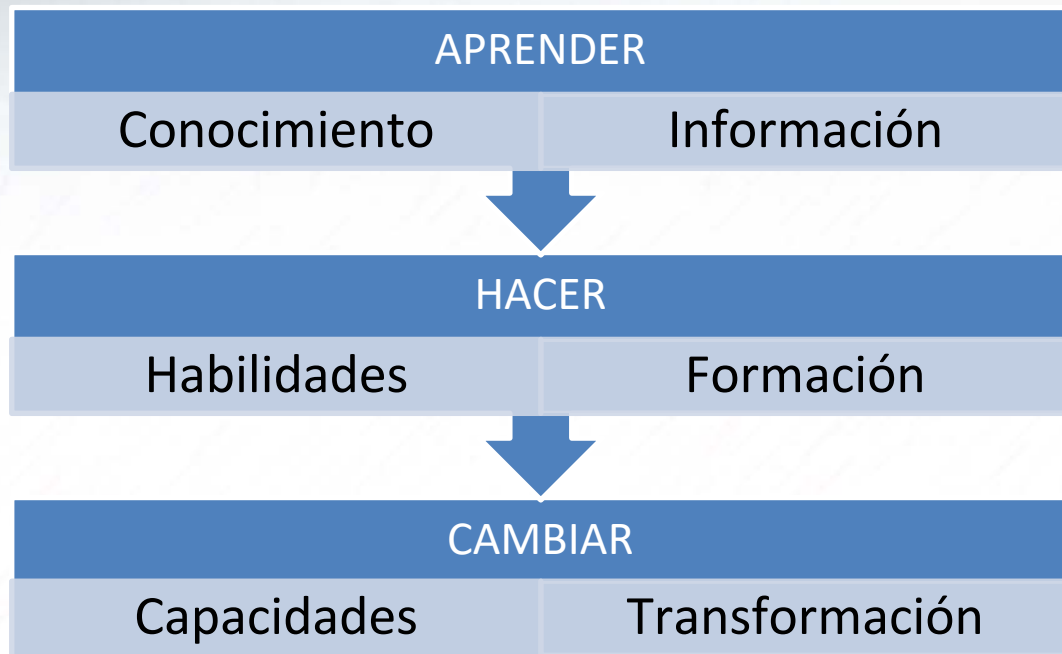 APRENDER
Conocimiento Información
HACER
Habilidades Formación
CAMBIAR
Capacidades Transformación